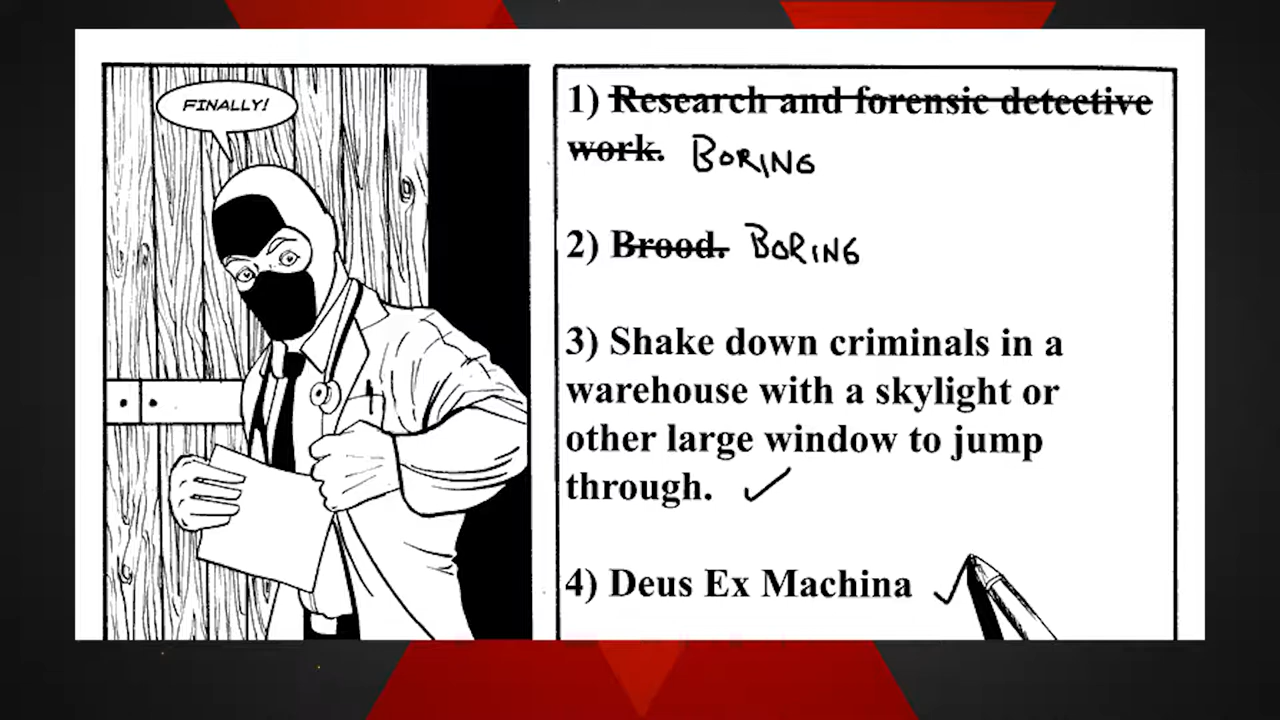 FINALLY!
1) Research and forensic detective
work. BORING
2) Brood. BORING
3) Shake down criminals in a
warehouse with a skylight or
other large window to jump
through.
4) Deus Ex Machina